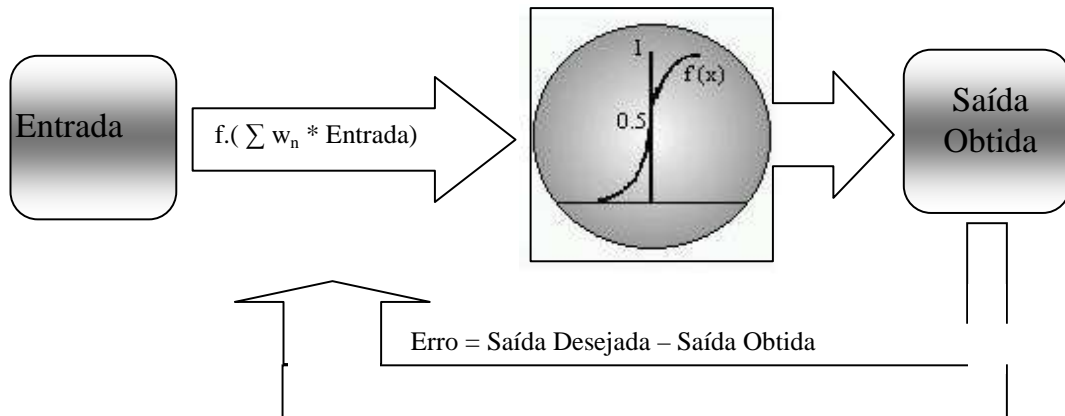 Entrada
f.( ∑ wₙ * Entrada)
1
f'(x)
0.5
Saída
Obtida
Erro = Saída Desejada – Saída Obtida